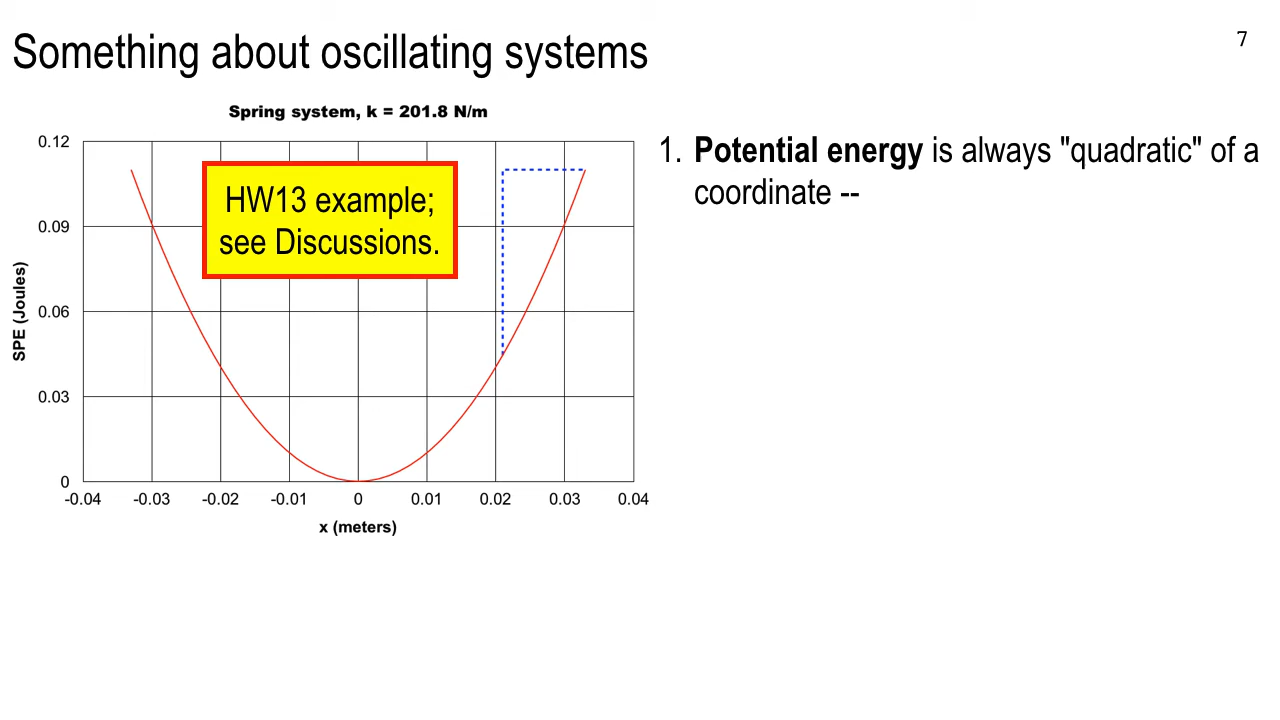 Something about oscillating systems
7
Spring system, k = 201.8 N/m
0.12
0.09
0.06
0.03
0
SPE (Joules)
HW13 example;
see Discussions.
-0.04 -0.03 -0.02 -0.01 0 0.01 0.02 0.03 0.04
x (meters)
1. Potential energy is always "quadratic" of a
coordinate --